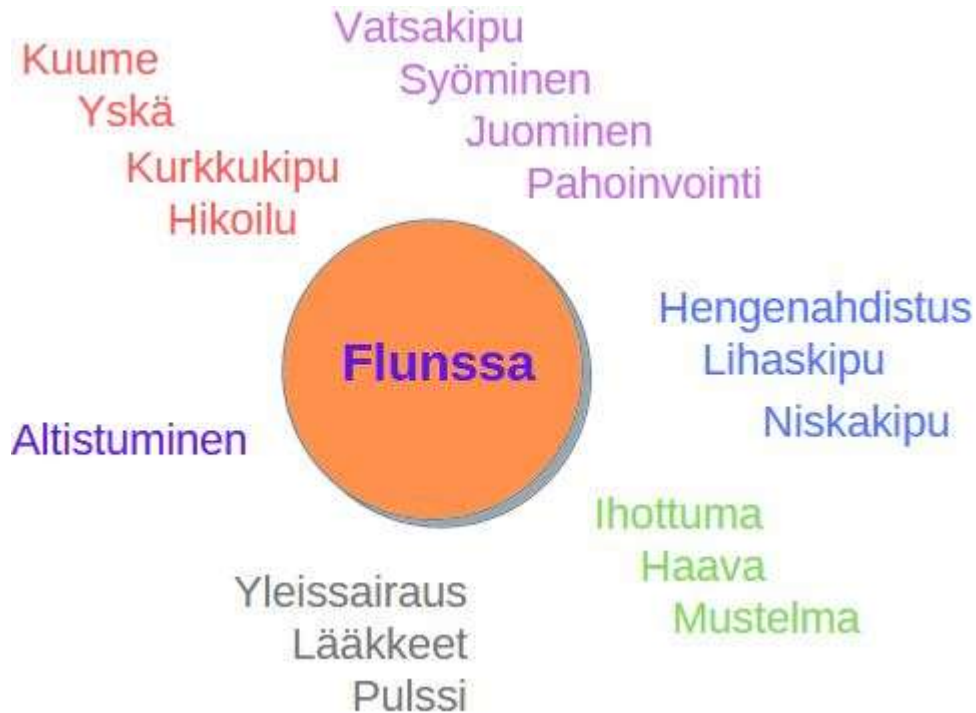 Kuume
Yskä
Kurkkukipu
Hikoilu
Vatsakipu
Syöminen
Juominen
Pahoinvointi
Flunssa
Hengenahdistus
Lihaskipu
Niskakipu
Altistuminen
Ihottuma
Haava
Mustelma
Yleissairaus
Lääkkeet
Pulssi